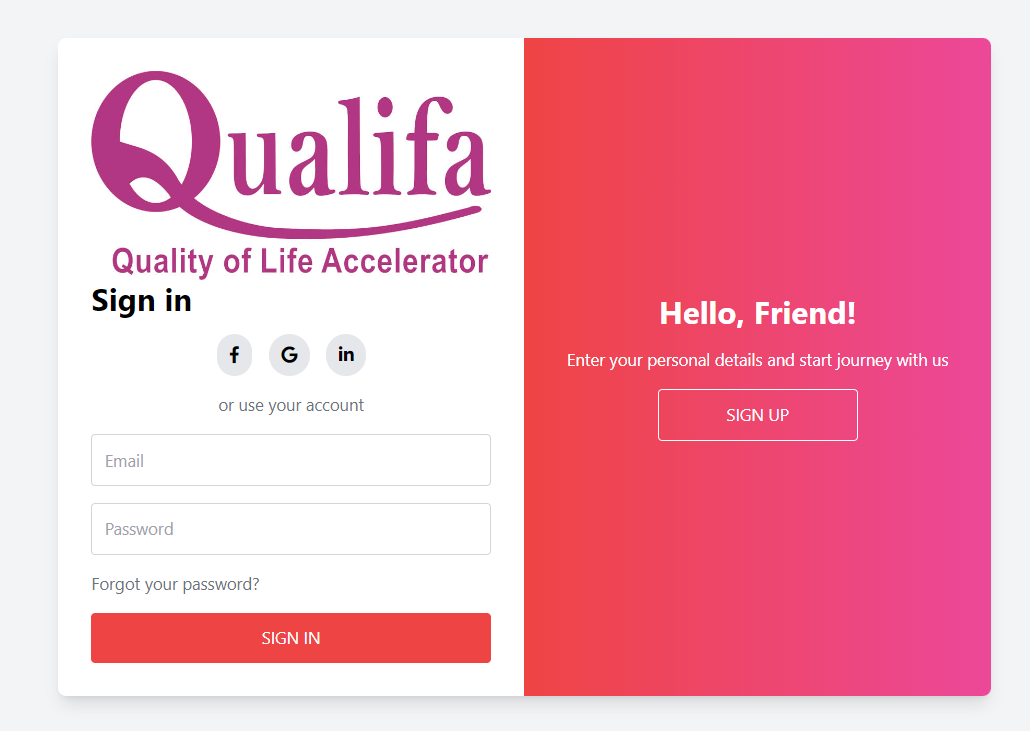 Qualifa
Quality of Life Accelerator
Sign in
f G in
or use your account
Email
Password
Forgot your password?
SIGN IN
Hello, Friend!
Enter your personal details and start journey with us
SIGN UP